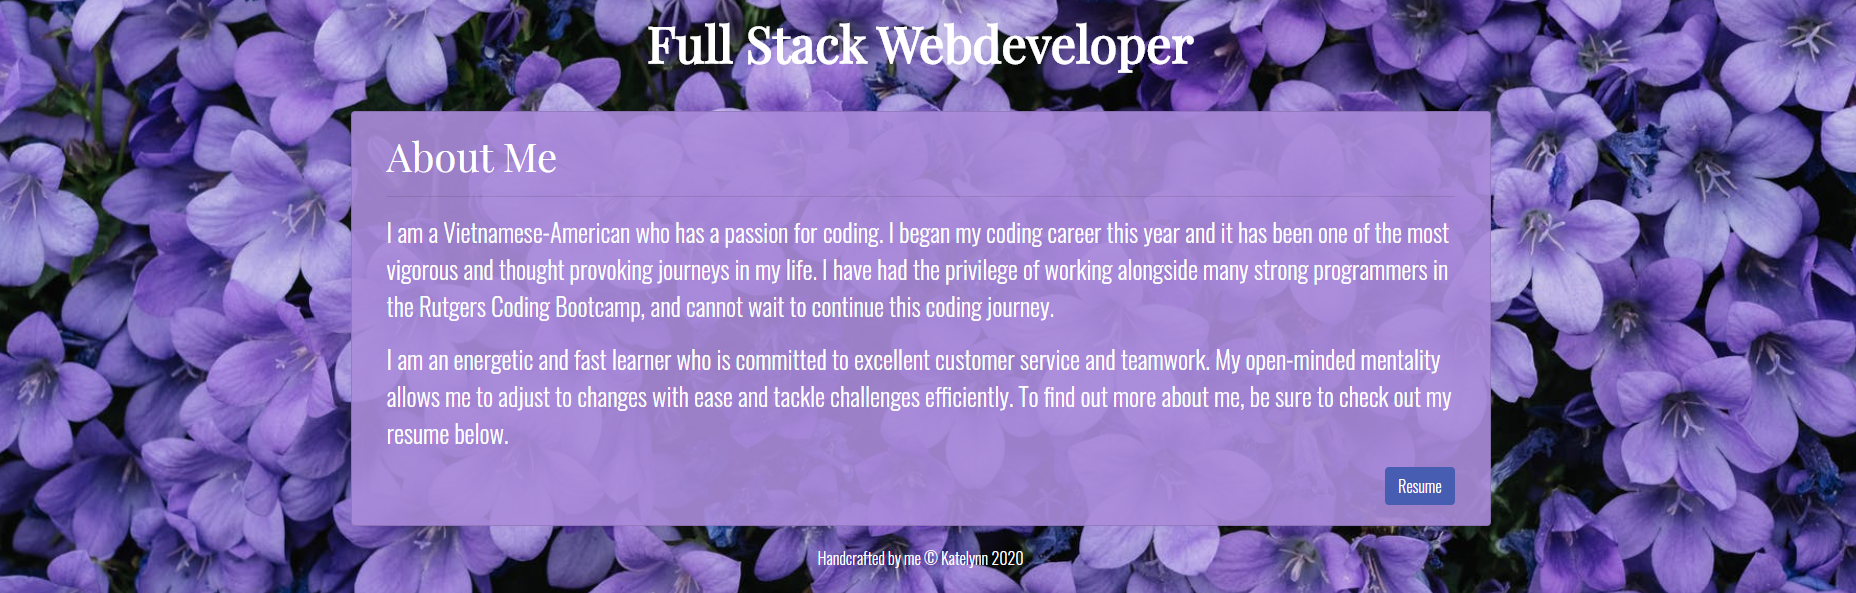 Full Stack Webdeveloper
About Me
I am a Vietnamese-American who has a passion for coding. I began my coding career this year and it has been one of the most
vigorous and thought provoking journeys in my life. I have had the privilege of working alongside many strong programmers in
the Rutgers Coding Bootcamp, and cannot wait to continue this coding journey.
I am an energetic and fast learner who is committed to excellent customer service and teamwork. My open-minded mentality
allows me to adjust to changes with ease and tackle challenges efficiently. To find out more about me, be sure to check out my
resume below.
Resume
Handcrafted by me © Katelynn 2020